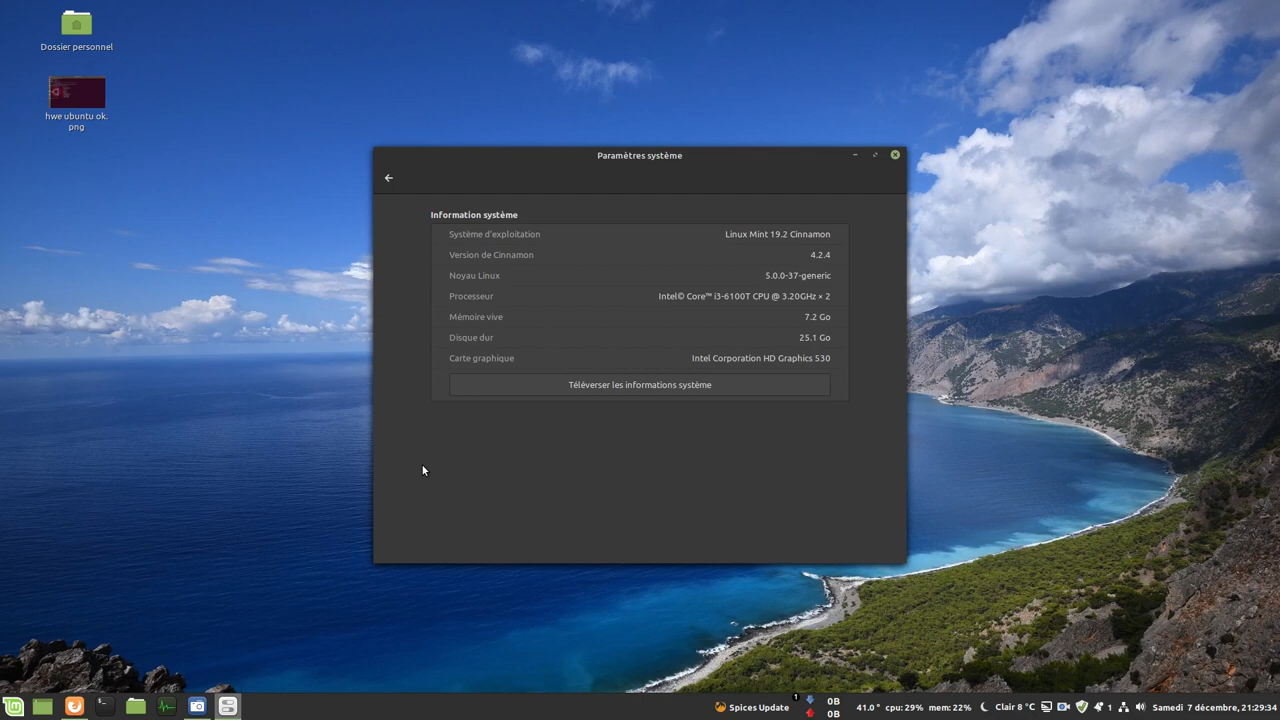 Dossier personnel
hwe ubuntu ok.
png
Paramètres système
Information système
Système d'exploitation Linux Mint 19.2 Cinnamon
Version de Cinnamon 4.2.4
Noyau Linux 5.0.0-37-generic
Processeur Intel© Core™ i3-6100T CPU @ 3.20GHz × 2
Mémoire vive 7.2 Go
Disque dur 25.1 Go
Carte graphique Intel Corporation HD Graphics 530
Téléverser les informations système
Spices Update 1 0B
0B
41.0° cpu: 29% mem: 22% Clair 8 °C 1 Samedi 7 décembre, 21:29:34